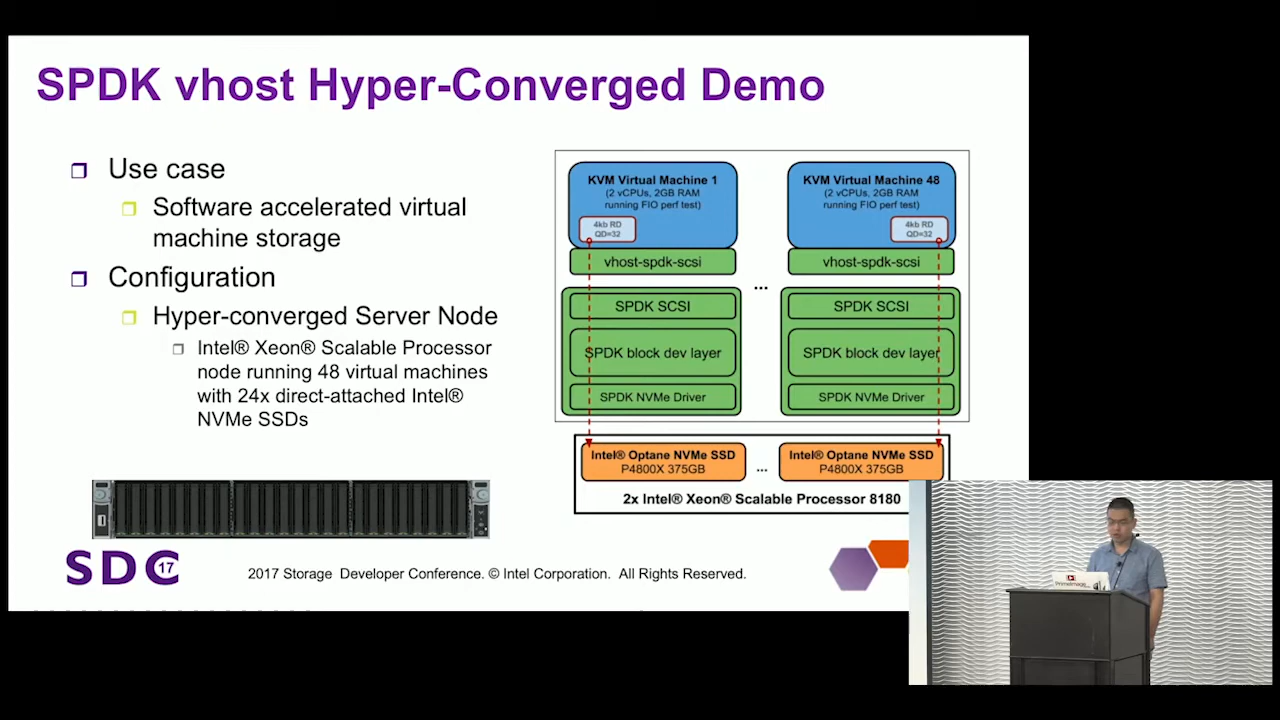 SPDK vhost Hyper-Converged Demo
Use case
Software accelerated virtual
machine storage
Configuration
Hyper-converged Server Node
Intel® Xeon® Scalable Processor
node running 48 virtual machines
with 24x direct-attached Intel®
NVMe SSDs
KVM Virtual Machine 1
(2 vCPUs, 2GB RAM
running FIO perf test)
4kb RD
QD=32
vhost-spdk-scsi
SPDK SCSI
SPDK block dev layer
SPDK NVMe Driver
...
KVM Virtual Machine 48
(2 vCPUs, 2GB RAM
running FIO perf test)
4kb RD
QD=32
vhost-spdk-scsi
SPDK SCSI
SPDK block dev layer
SPDK NVMe Driver
Intel® Optane NVMe SSD
P4800X 375GB
...
Intel® Optane NVMe SSD
P4800X 375GB
2x Intel® Xeon® Scalable Processor 8180
SDC 17
2017 Storage Developer Conference. © Intel Corporation. All Rights Reserved.
PrimeImage